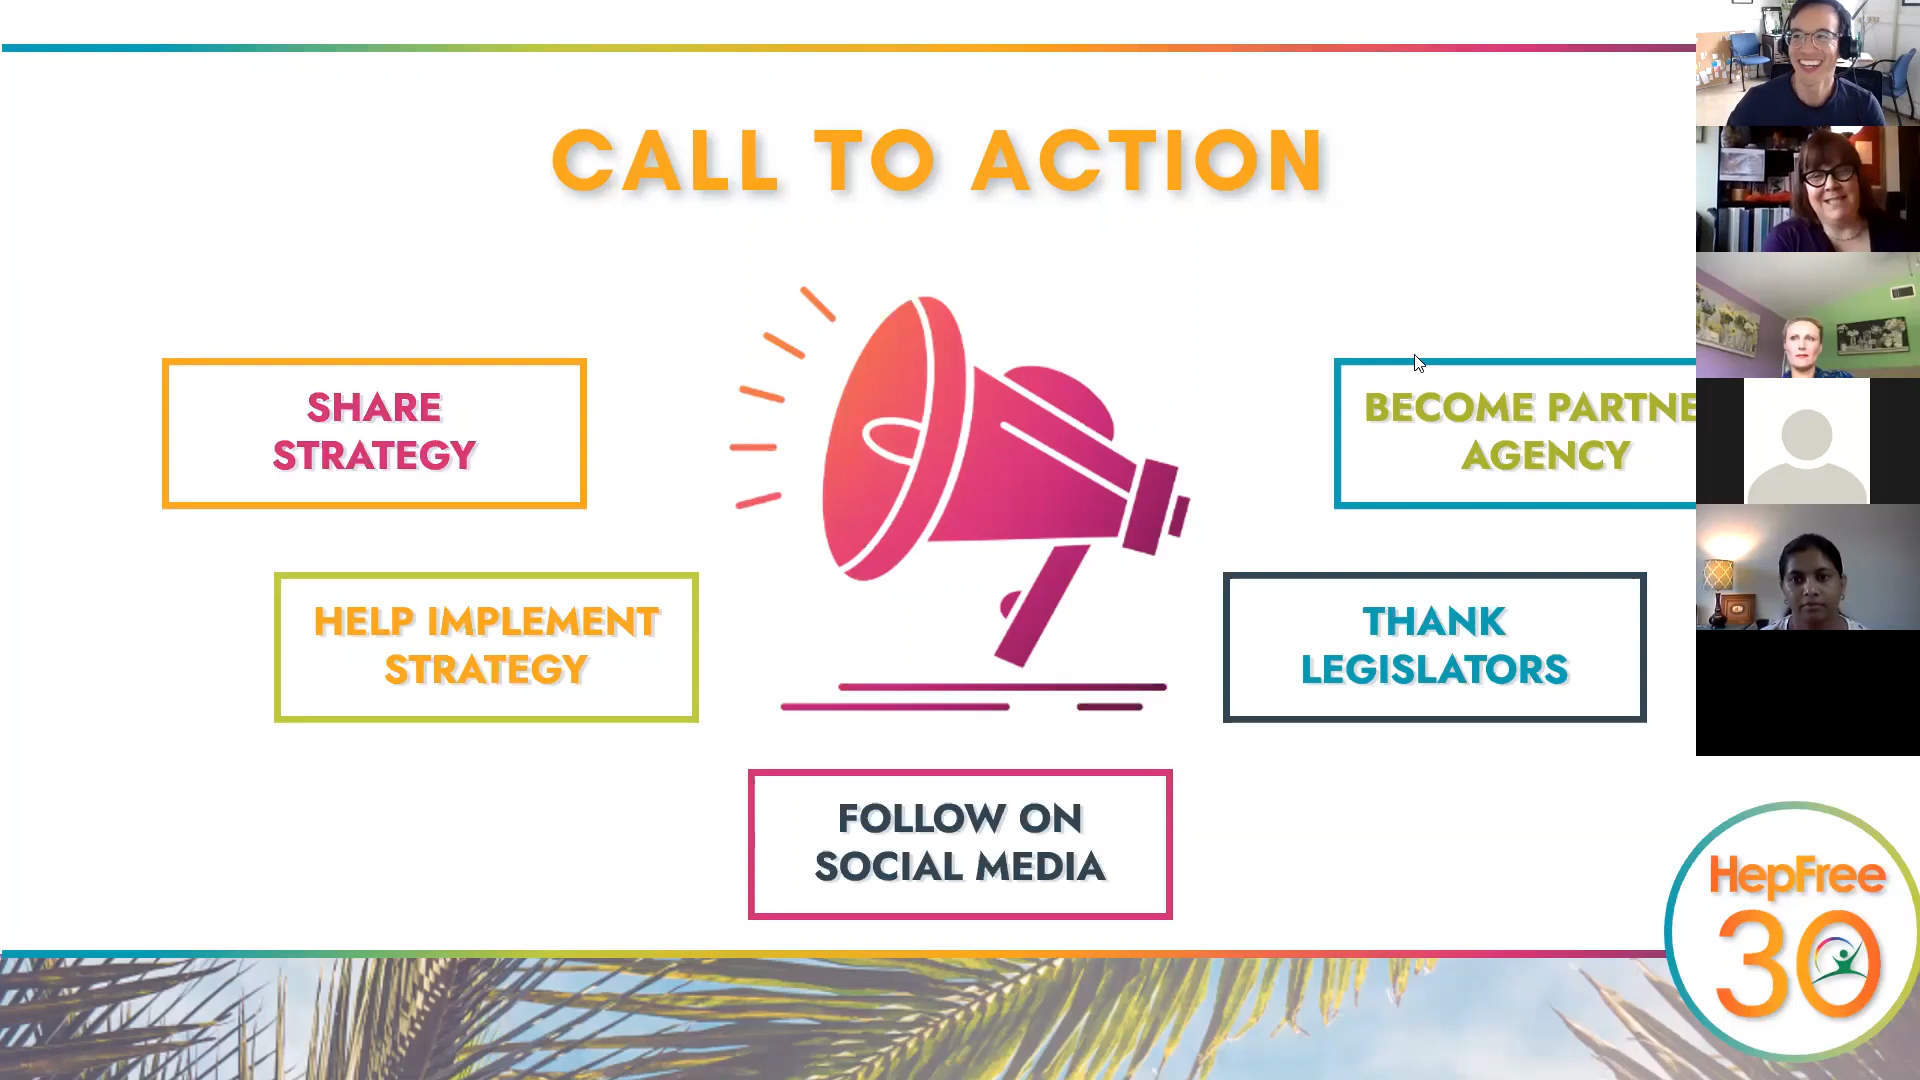 CALL TO ACTION
SHARE
STRATEGY
BECOME PARTNE
AGENCY
HELP IMPLEMENT
STRATEGY
THANK
LEGISLATORS
FOLLOW ON
SOCIAL MEDIA
HepFree
30